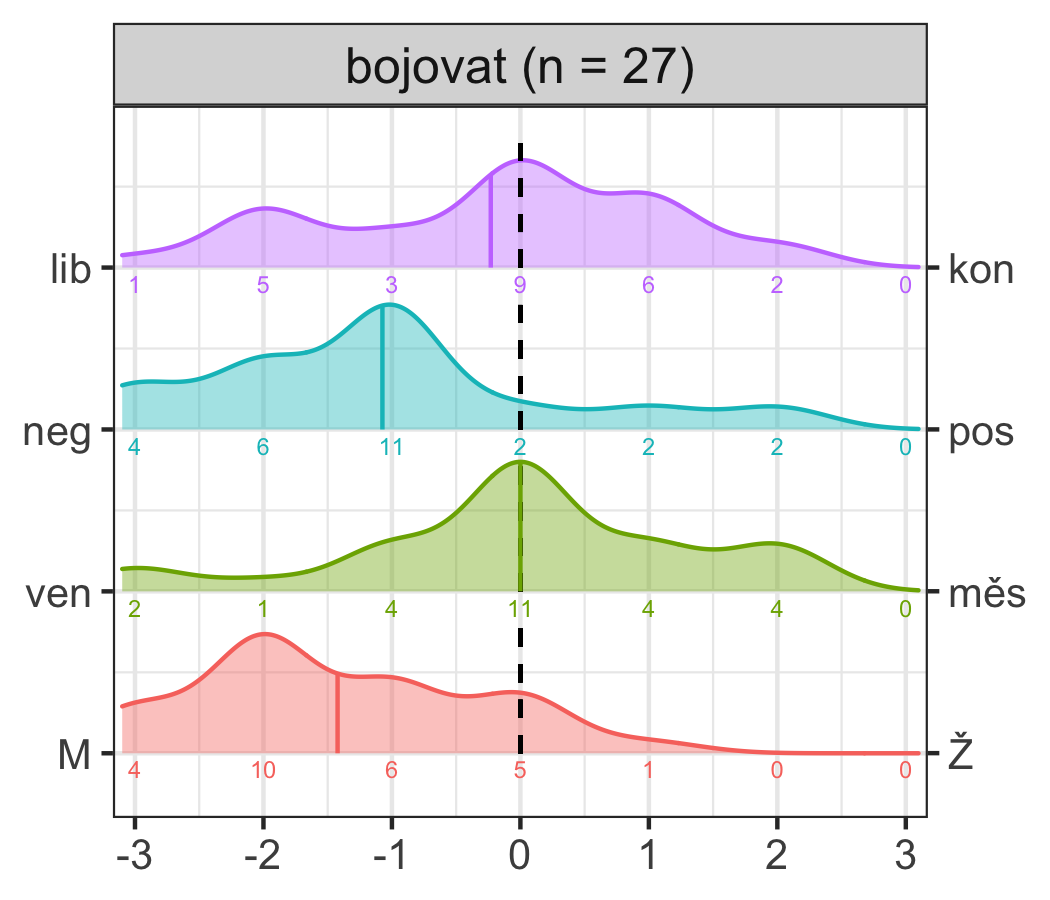 bojovat (n = 27)
lib kon
1 5 3 9 6 2 0
neg pos
4 6 11 2 2 2 0
ven měs
2 1 4 11 4 4 0
M Ž
4 10 6 5 1 0 0
-3 -2 -1 0 1 2 3